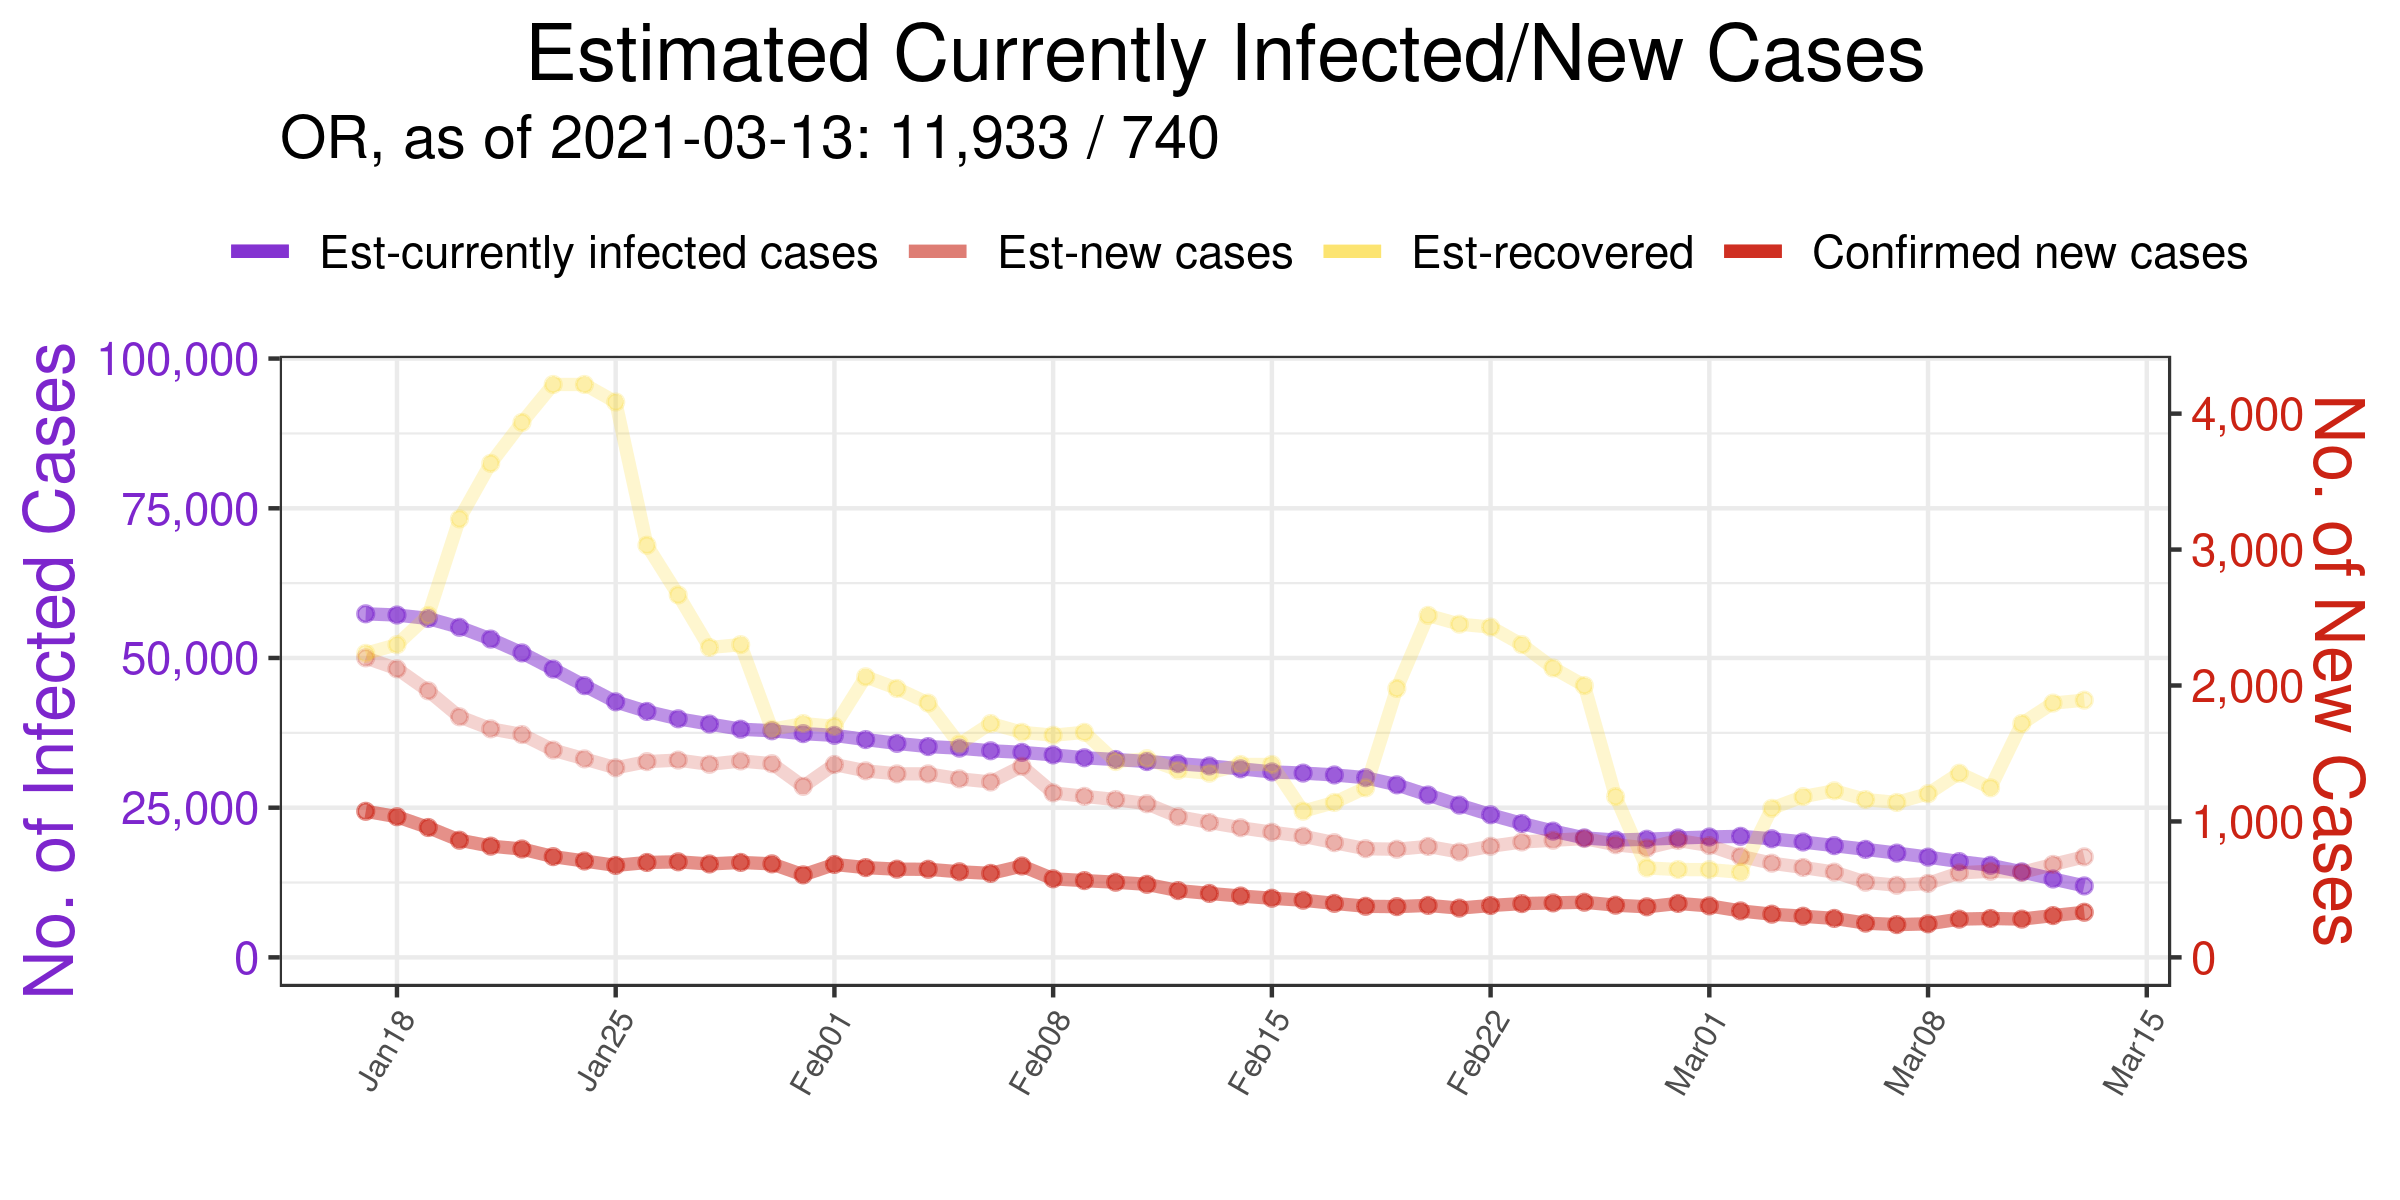 Estimated Currently Infected/New Cases
OR, as of 2021-03-13: 11,933 / 740
Est-currently infected cases Est-new cases Est-recovered Confirmed new cases
No. of Infected Cases
100,000
75,000
50,000
25,000
0
4,000
3,000
2,000
1,000
0
No. of New Cases
Jan18 Jan25 Feb01 Feb08 Feb15 Feb22 Mar01 Mar08 Mar15